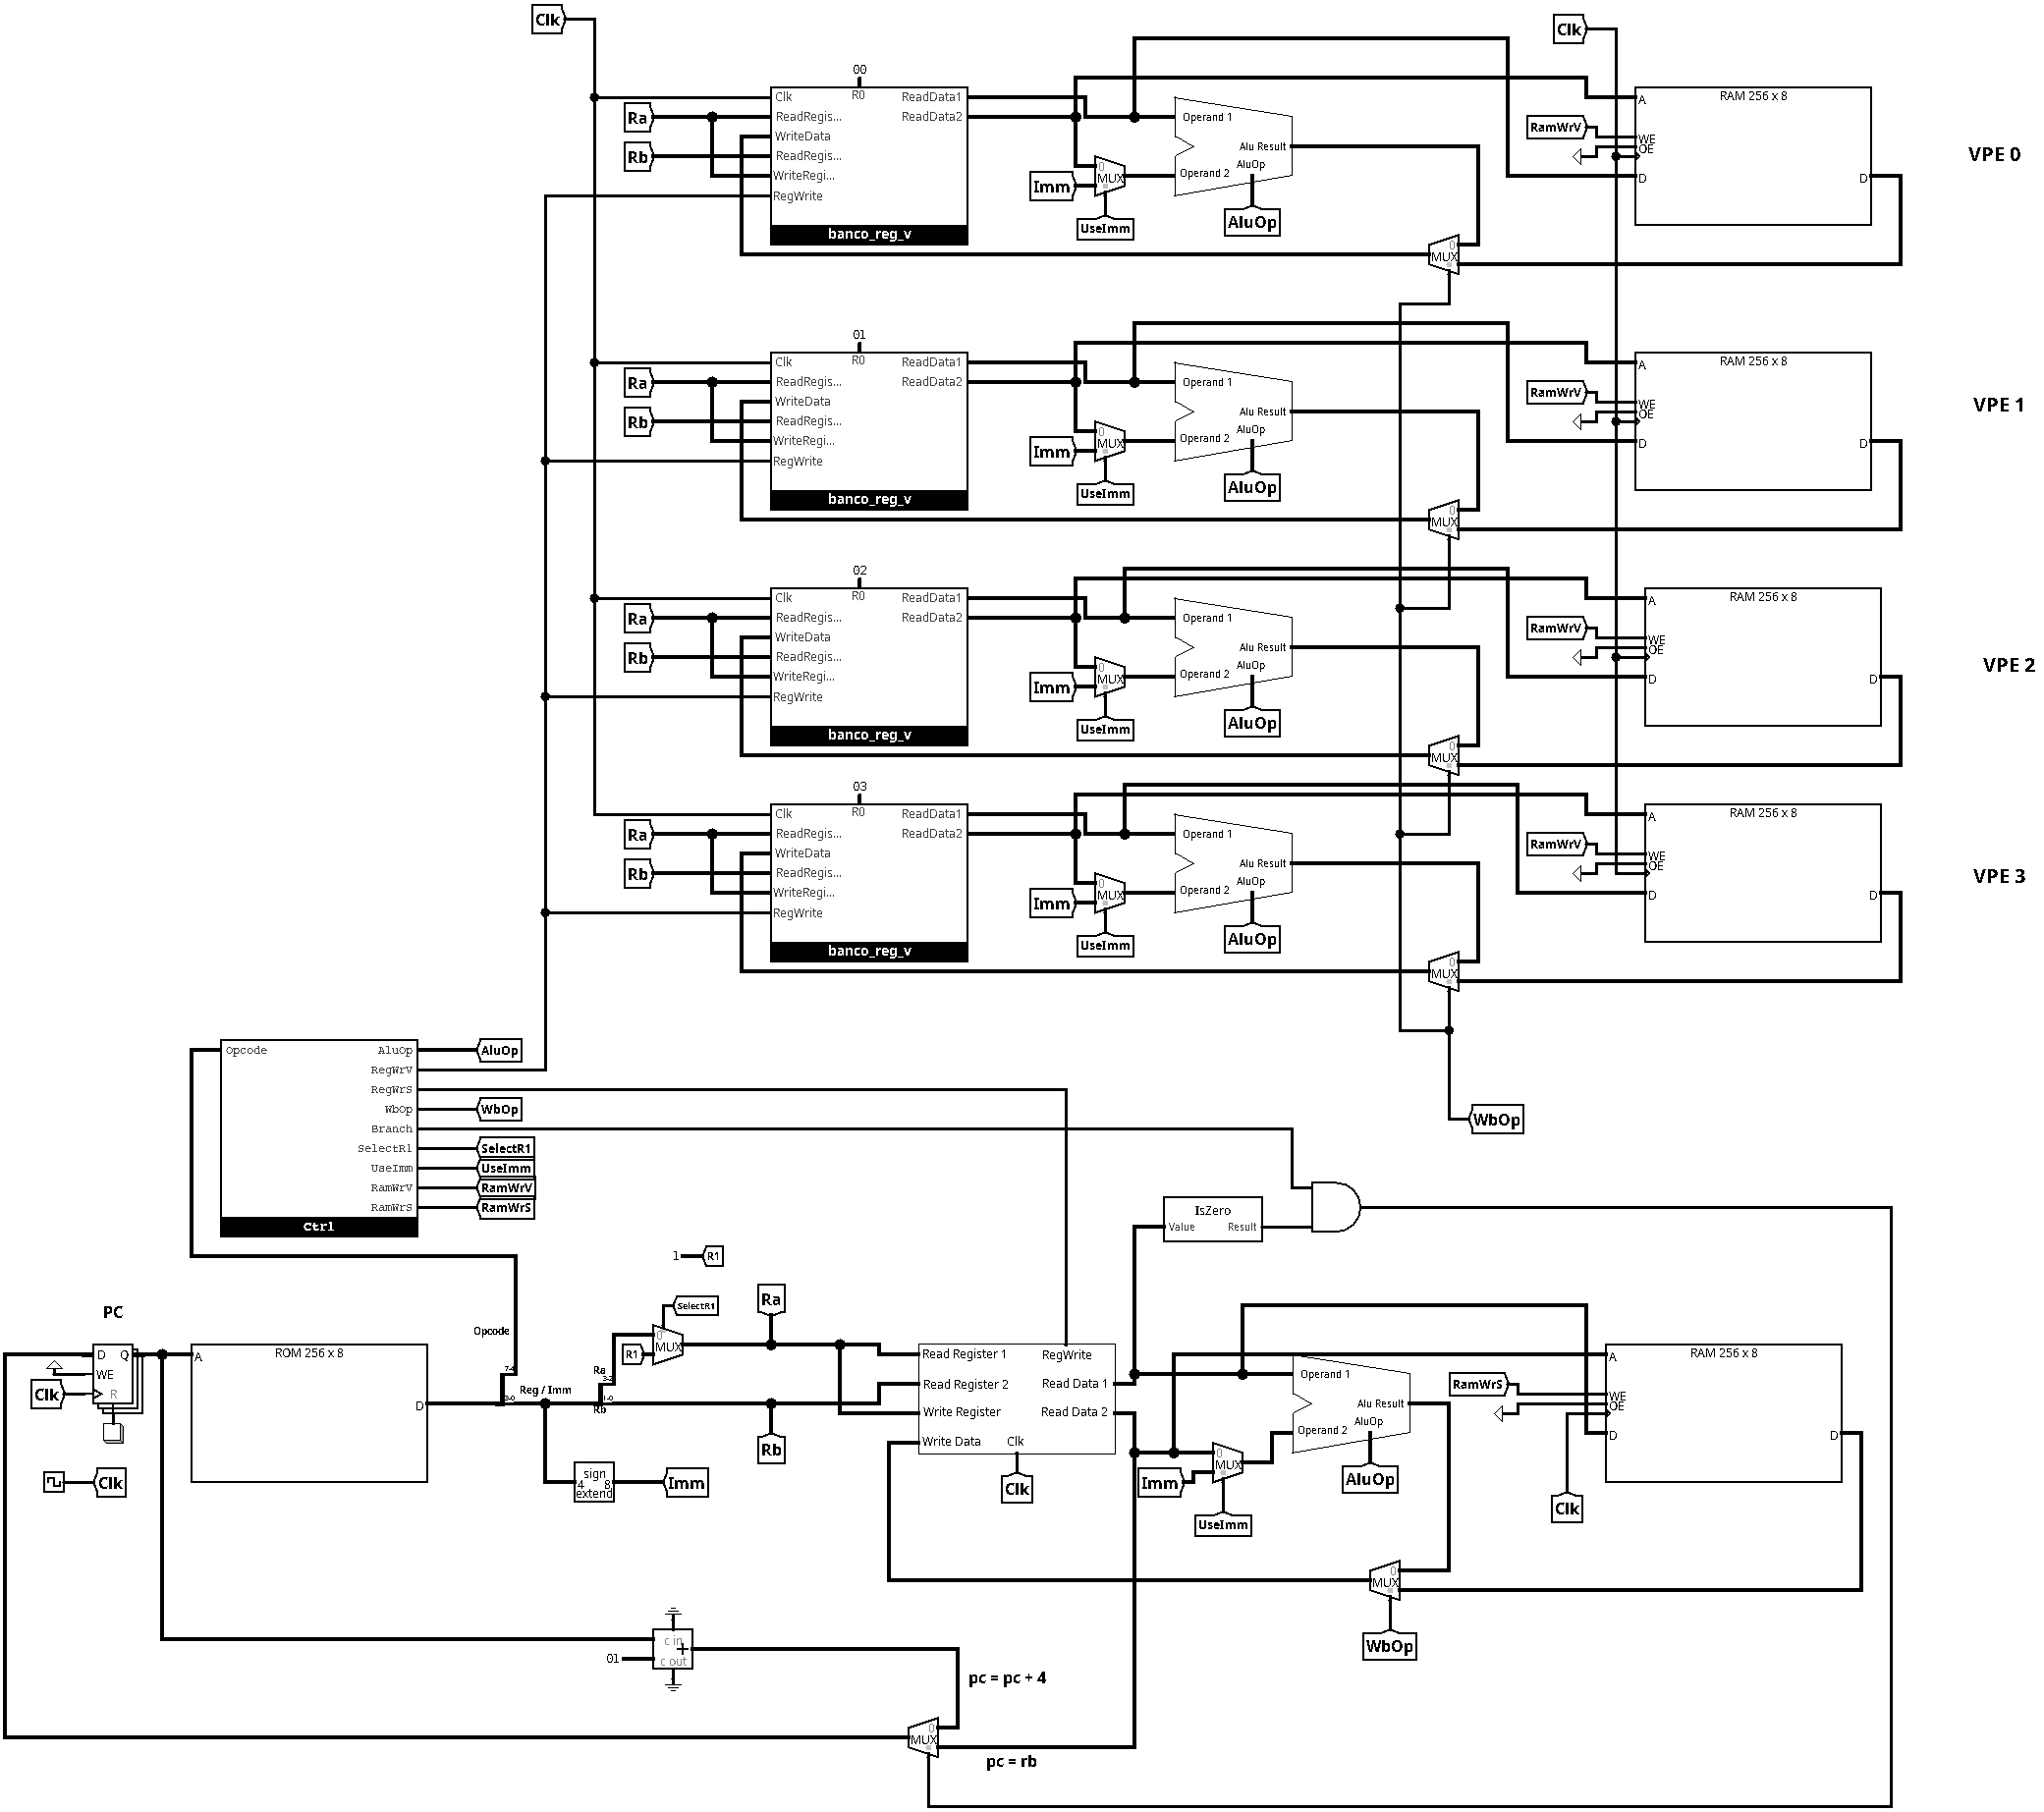 Clk
Clk
00
Clk
R0
ReadData1
Ra
ReadRegis...
ReadData2
WriteData
Rb
ReadRegis...
WriteRegi...
RegWrite
banco_reg_v
0
MUX
Imm
UseImm
Operand 1
Alu Result
AluOp
Operand 2
AluOp
0
MUX
RAM 256 x 8
A
RamWrV
WE
OE
D
D
VPE 0
01
Clk
R0
ReadData1
Ra
ReadRegis...
ReadData2
WriteData
Rb
ReadRegis...
WriteRegi...
RegWrite
banco_reg_v
0
MUX
Imm
UseImm
Operand 1
Alu Result
AluOp
Operand 2
AluOp
0
MUX
RAM 256 x 8
A
RamWrV
WE
OE
D
D
VPE 1
02
Clk
R0
ReadData1
Ra
ReadRegis...
ReadData2
WriteData
Rb
ReadRegis...
WriteRegi...
RegWrite
banco_reg_v
0
MUX
Imm
UseImm
Operand 1
Alu Result
AluOp
Operand 2
AluOp
0
MUX
RAM 256 x 8
A
RamWrV
WE
OE
D
D
VPE 2
03
Clk
R0
ReadData1
Ra
ReadRegis...
ReadData2
WriteData
Rb
ReadRegis...
WriteRegi...
RegWrite
banco_reg_v
0
MUX
Imm
UseImm
Operand 1
Alu Result
AluOp
Operand 2
AluOp
0
MUX
RAM 256 x 8
A
RamWrV
WE
OE
D
D
VPE 3
WbOp
Opcode
AluOp
RegWrV
RegWrS
WbOp
Branch
SelectR1
UseImm
RamWrV
RamWrS
Ctrl
AluOp
WbOp
SelectR1
UseImm
RamWrV
RamWrS
1
R1
IsZero
Value
Result
PC
D
Q
WE
R
Clk
Clk
ROM 256 x 8
A
D
Opcode
7-4
3-0
Reg / Imm
Ra
3-2
1-0
Rb
SelectR1
0
MUX
R1
Ra
Rb
sign
4
8
extend
Imm
Read Register 1
RegWrite
Read Register 2
Read Data 1
Write Register
Read Data 2
Write Data
Clk
Clk
0
MUX
Imm
UseImm
Operand 1
Alu Result
AluOp
Operand 2
AluOp
RAM 256 x 8
A
RamWrS
WE
OE
D
D
Clk
0
MUX
WbOp
c in
+
c out
01
pc = pc + 4
0
MUX
pc = rb